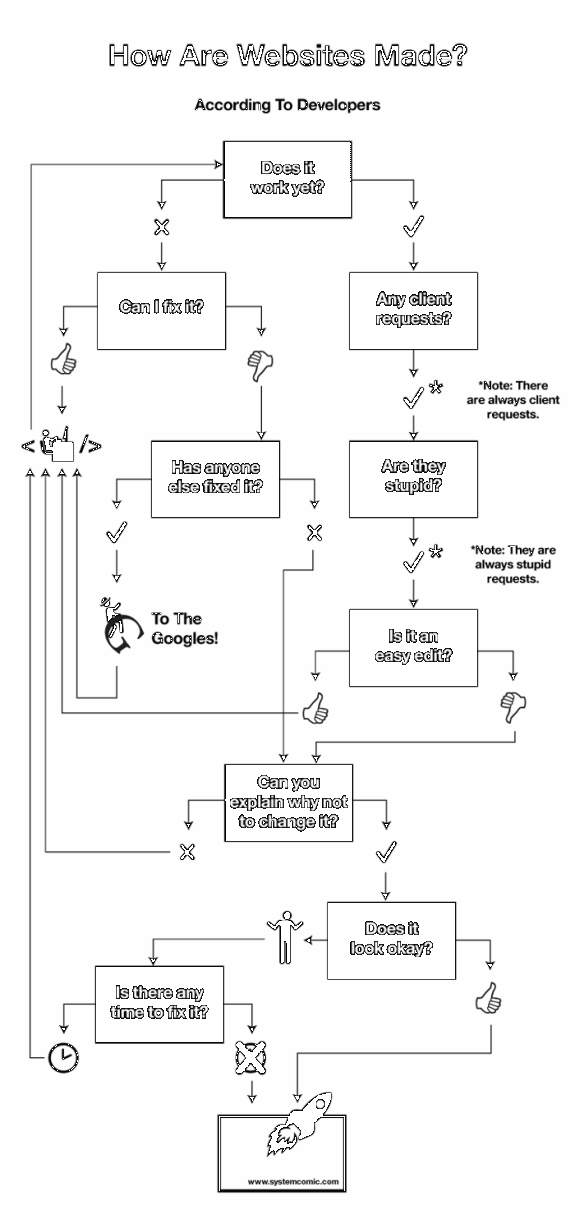 How Are Websites Made?
According To Developers
Does it
work yet?
Can I fix it?
Any client
requests?
*Note: There
are always client
requests.
*
< />
Has anyone
else fixed it?
Are they
stupid?
*Note: They are
always stupid
requests.
*
To The
Googles!
G
Is it an
easy edit?
Can you
explain why not
to change it?
Does it
look okay?
Is there any
time to fix it?
www.systemcomic.com